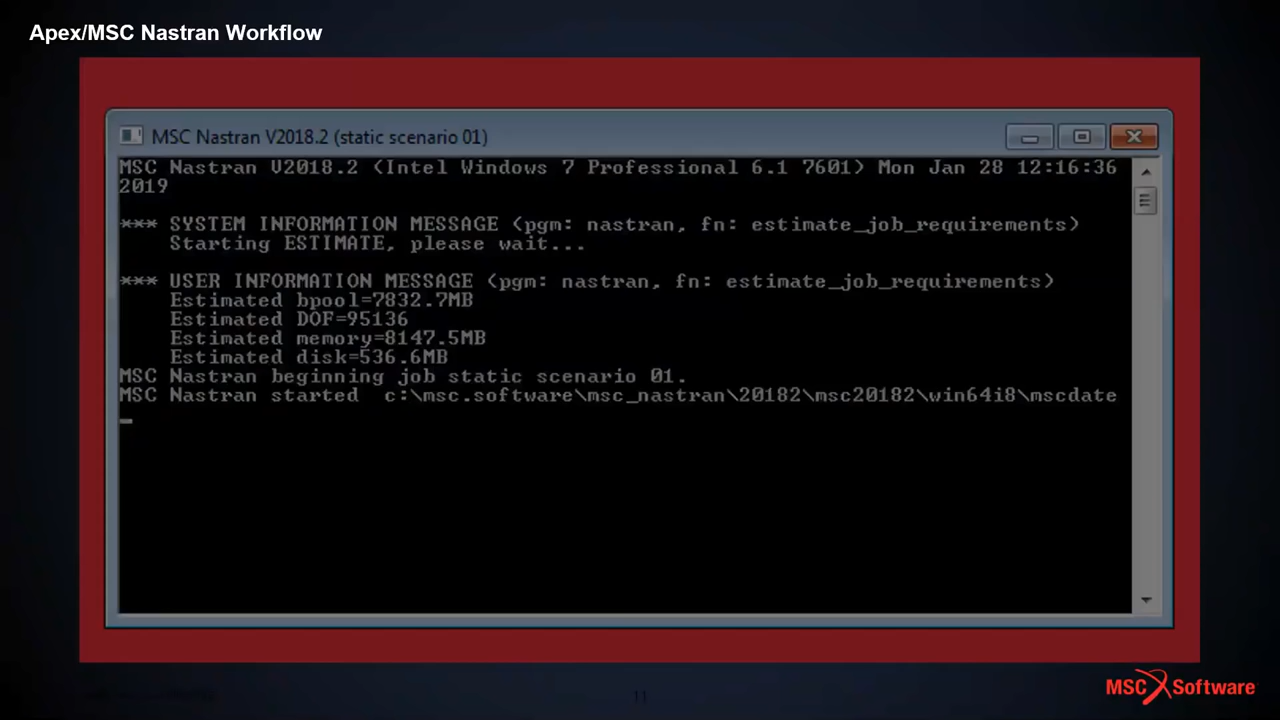 Apex/MSC Nastran Workflow
MSC Nastran V2018.2 (static scenario 01)
MSC Nastran V2018.2 (Intel Windows 7 Professional 6.1 7601) Mon Jan 28 12:16:36
2019
*** SYSTEM INFORMATION MESSAGE (pgm: nastran, fn: estimate_job_requirements)
Starting ESTIMATE, please wait...
*** USER INFORMATION MESSAGE (pgm: nastran, fn: estimate_job_requirements)
Estimated bpool=7832.7MB
Estimated DOF=95136
Estimated memory=8147.5MB
Estimated disk=536.6MB
MSC Nastran beginning job static scenario 01.
MSC Nastran started  c:\msc.software\msc_nastran\20182\msc20182\win64i8\mscdate
11
MSC Software